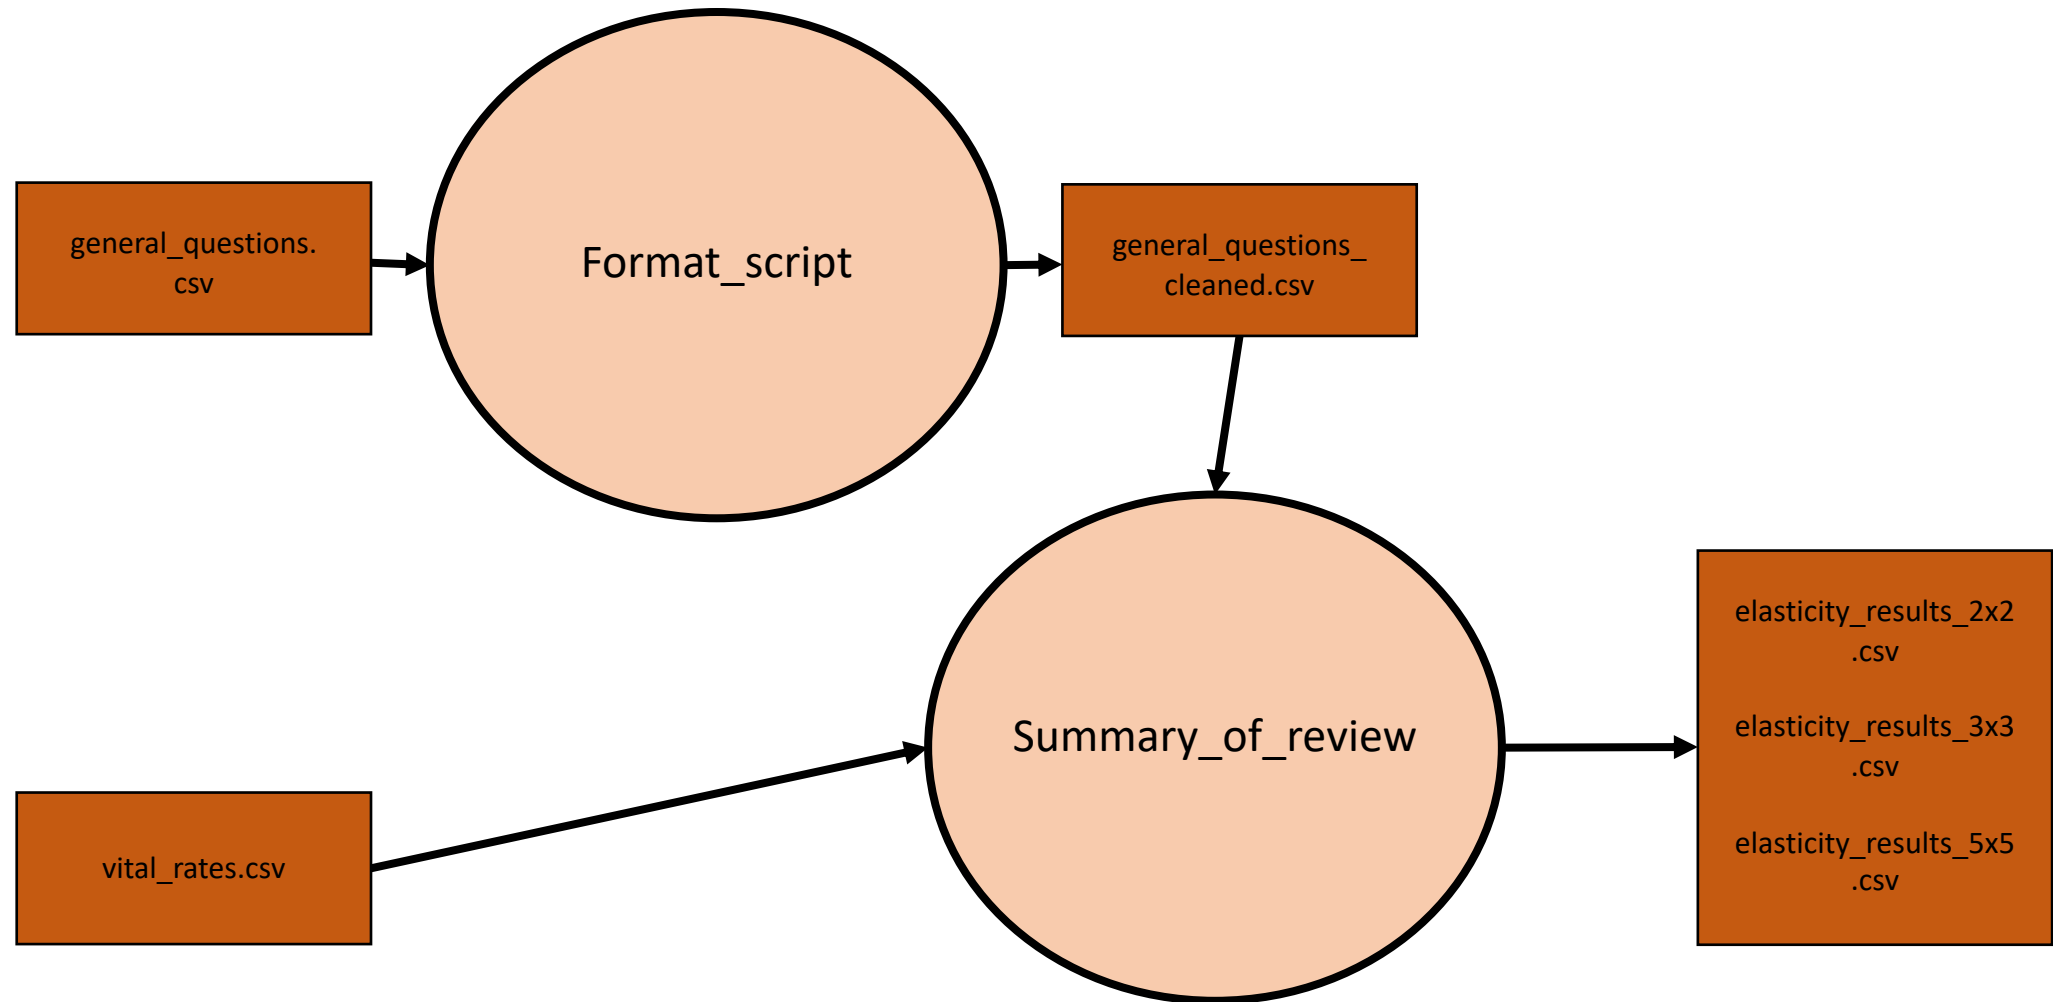 general_questions.
csv
Format_script
general_questions_
cleaned.csv
vital_rates.csv
Summary_of_review
elasticity_results_2x2
.csv
elasticity_results_3x3
.csv
elasticity_results_5x5
.csv